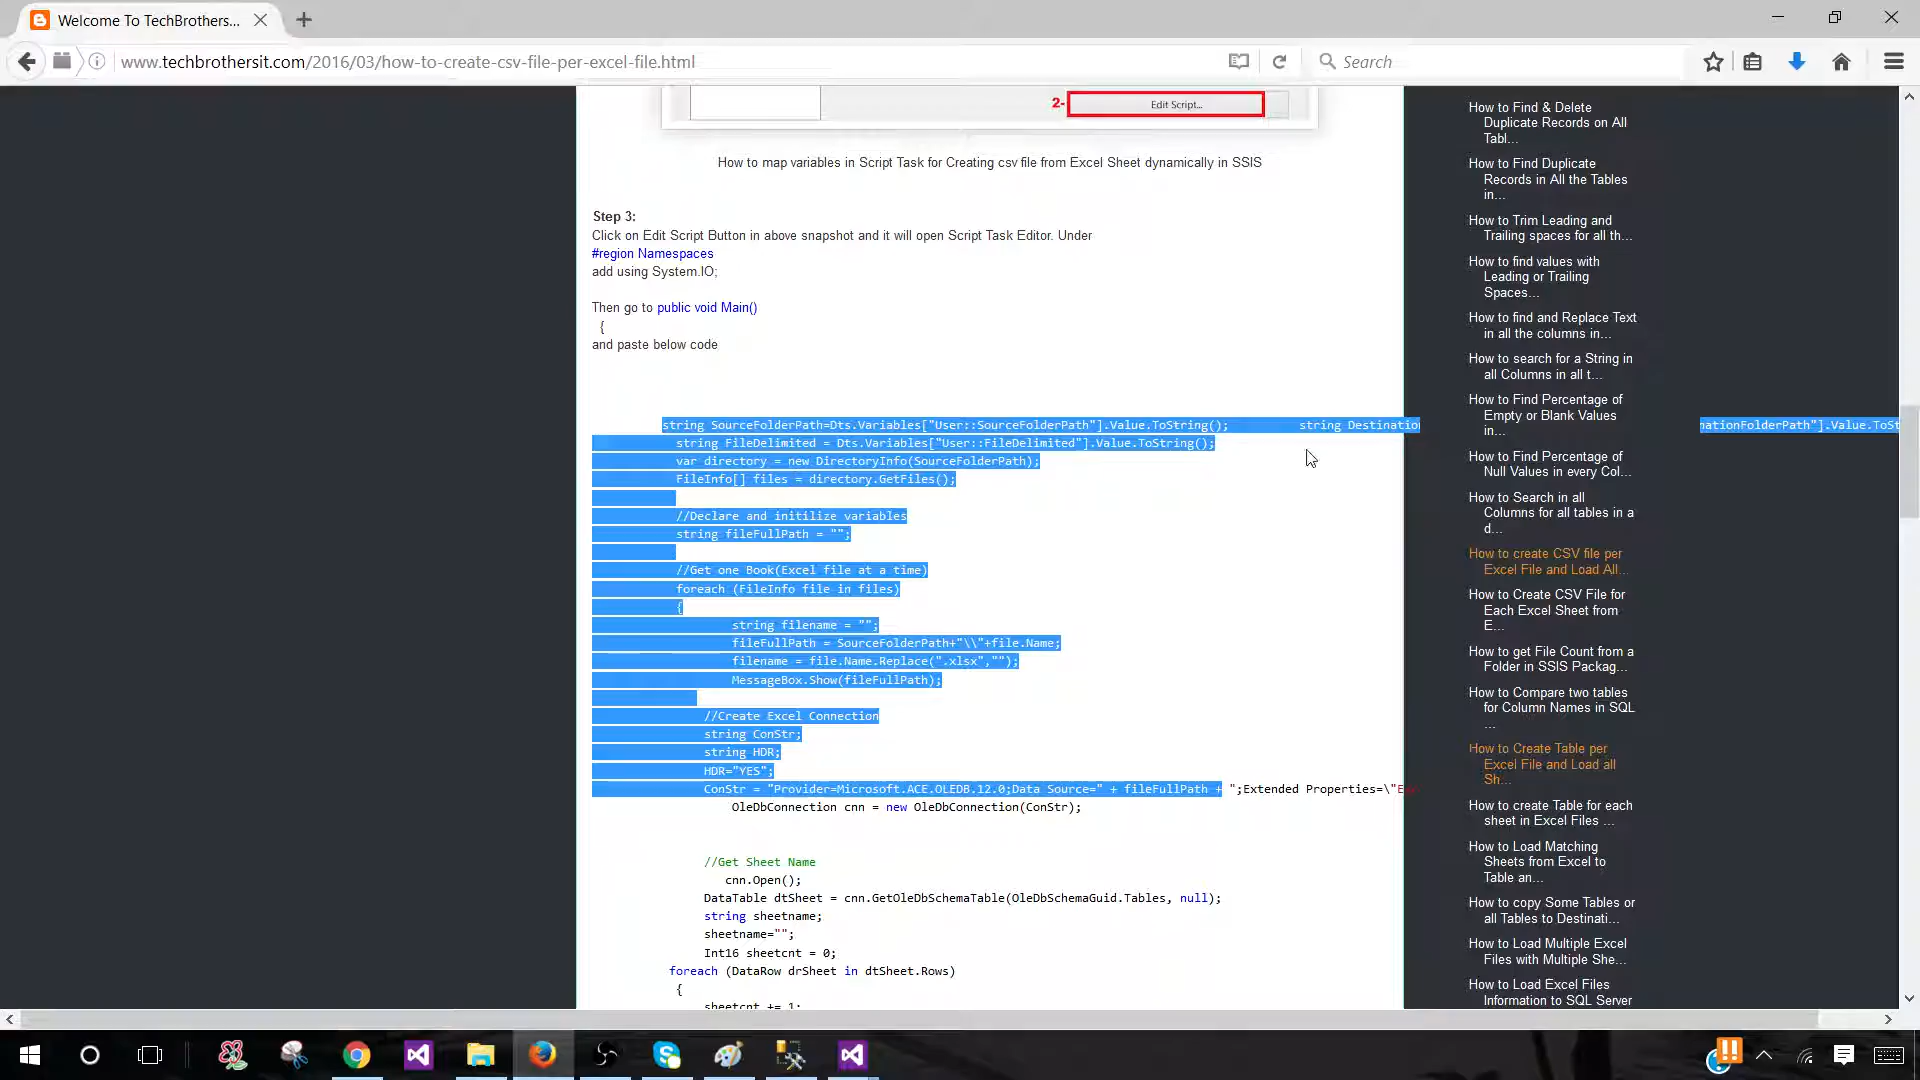 Welcome To TechBrothers...
www.techbrothersit.com/2016/03/how-to-create-csv-file-per-excel-file.html
Search
2-
Edit Script...
How to map variables in Script Task for Creating csv file from Excel Sheet dynamically in SSIS
Step 3:
Click on Edit Script Button in above snapshot and it will open Script Task Editor. Under
#region Namespaces
add using System.IO;
Then go to public void Main()
{
and paste below code
string SourceFolderPath=Dts.Variables["User::SourceFolderPath"].Value.ToString(); string Destination
nationFolderPath"].Value.ToSt
string FileDelimited = Dts.Variables["User::FileDelimited"].Value.ToString();
var directory = new DirectoryInfo(SourceFolderPath);
FileInfo[] files = directory.GetFiles();
//Declare and initilize variables
string fileFullPath = "";
//Get one Book(Excel file at a time)
foreach (FileInfo file in files)
{
string filename = "";
fileFullPath = SourceFolderPath+"\\"+file.Name;
filename = file.Name.Replace(".xlsx","");
MessageBox.Show(fileFullPath);
//Create Excel Connection
string ConStr;
string HDR;
HDR="YES";
ConStr = "Provider=Microsoft.ACE.OLEDB.12.0;Data Source=" + fileFullPath + ";Extended Properties=\"
OleDbConnection cnn = new OleDbConnection(ConStr);
//Get Sheet Name
cnn.Open();
DataTable dtSheet = cnn.GetOleDbSchemaTable(OleDbSchemaGuid.Tables, null);
string sheetname;
sheetname="";
Int16 sheetcnt = 0;
foreach (DataRow drSheet in dtSheet.Rows)
{
sheetcnt += 1;
How to Find & Delete
Duplicate Records on All
Tabl...
How to Find Duplicate
Records in All the Tables
in...
How to Trim Leading and
Trailing spaces for all th...
How to find values with
Leading or Trailing
Spaces...
How to find and Replace Text
in all the columns in...
How to search for a String in
all Columns in all t...
How to Find Percentage of
Empty or Blank Values
in...
How to Find Percentage of
Null Values in every Col...
How to Search in all
Columns for all tables in a
d...
How to create CSV file per
Excel File and Load All...
How to Create CSV File for
Each Excel Sheet from
E...
How to get File Count from a
Folder in SSIS Packag...
How to Compare two tables
for Column Names in SQL
...
How to Create Table per
Excel File and Load all
Sh...
How to create Table for each
sheet in Excel Files ...
How to Load Matching
Sheets from Excel to
Table an...
How to copy Some Tables or
all Tables to Destinati...
How to Load Multiple Excel
Files with Multiple She...
How to Load Excel Files
Information to SQL Server